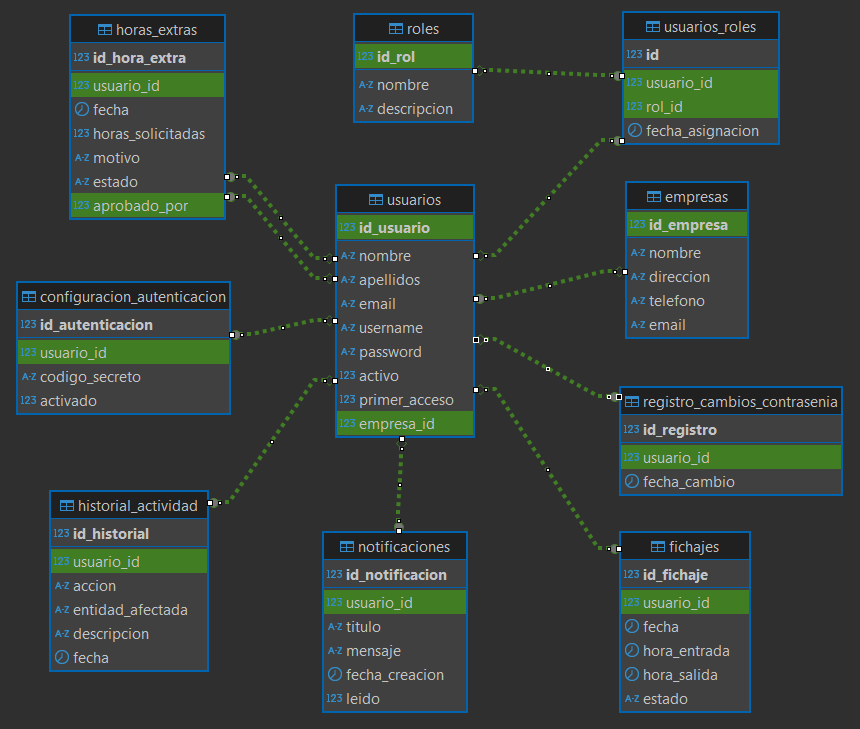 horas_extras
123 id_hora_extra
123 usuario_id
fecha
123 horas_solicitadas
A-Z motivo
A-Z estado
123 aprobado_por
roles
123 id_rol
A-Z nombre
A-Z descripcion
usuarios_roles
123 id
123 usuario_id
123 rol_id
fecha_asignacion
usuarios
123 id_usuario
A-Z nombre
A-Z apellidos
A-Z email
A-Z username
A-Z password
123 activo
123 primer_acceso
123 empresa_id
empresas
123 id_empresa
A-Z nombre
A-Z direccion
A-Z telefono
A-Z email
configuracion_autenticacion
123 id_autenticacion
123 usuario_id
A-Z codigo_secreto
123 activado
registro_cambios_contrasenia
123 id_registro
123 usuario_id
fecha_cambio
historial_actividad
123 id_historial
123 usuario_id
A-Z accion
A-Z entidad_afectada
A-Z descripcion
fecha
notificaciones
123 id_notificacion
123 usuario_id
A-Z titulo
A-Z mensaje
fecha_creacion
123 leido
fichajes
123 id_fichaje
123 usuario_id
fecha
hora_entrada
hora_salida
A-Z estado